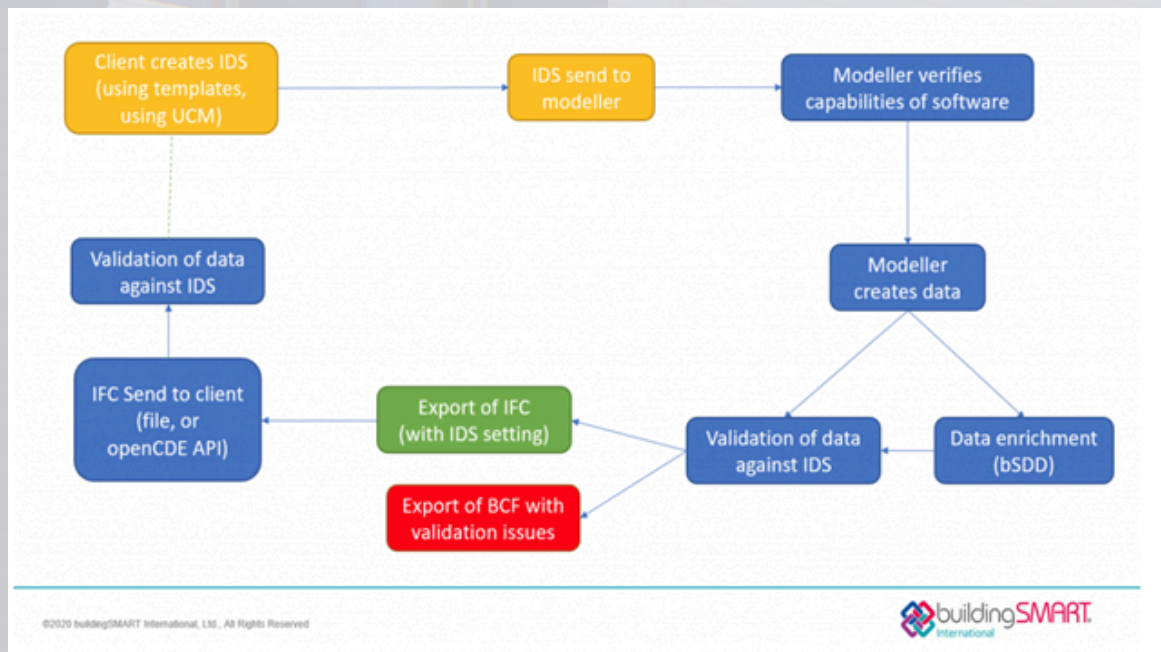 Client creates IDS
(using templates,
using UCM)
IDS send to
modeller
Modeller verifies
capabilities of software
Modeller
creates data
Validation of data
against IDS
IFC Send to client
(file, or
openCDE API)
Export of IFC
(with IDS setting)
Validation of data
against IDS
Data enrichment
(bSDD)
Export of BCF with
validation issues
©2020 buildingSMART International, Ltd., All Rights Reserved
buildingSMART.
International